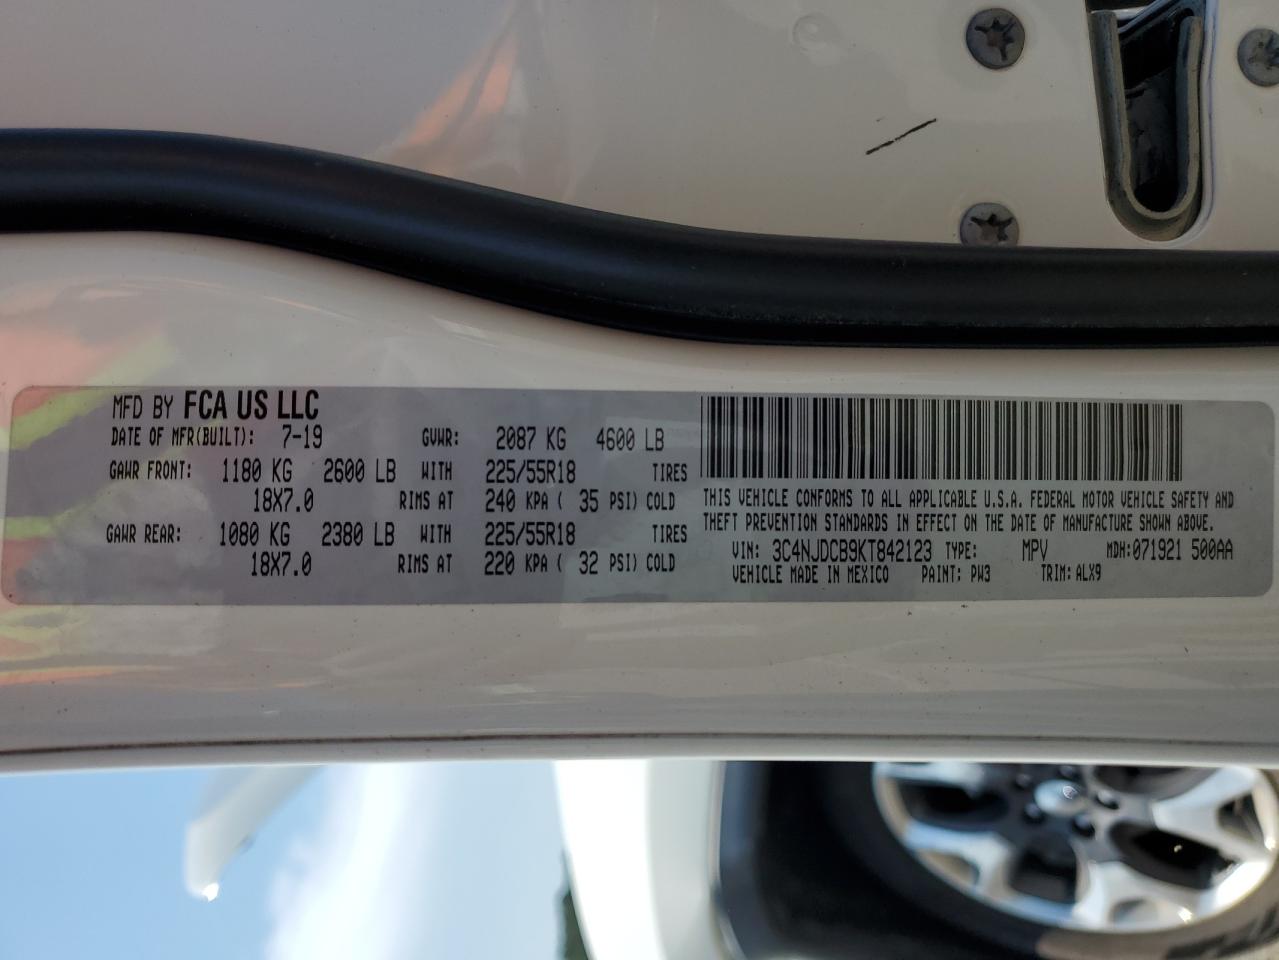 MFD BY FCA US LLC
DATE OF MFR(BUILT): 7-19 GVWR: 2087 KG 4600 LB
GAWR FRONT: 1180 KG 2600 LB WITH 225/55R18 TIRES
18X7.0 RIMS AT 240 KPA ( 35 PSI) COLD
GAWR REAR: 1080 KG 2380 LB WITH 225/55R18 TIRES
18X7.0 RIMS AT 220 KPA ( 32 PSI) COLD
THIS VEHICLE CONFORMS TO ALL APPLICABLE U.S.A. FEDERAL MOTOR VEHICLE SAFETY AND
THEFT PREVENTION STANDARDS IN EFFECT ON THE DATE OF MANUFACTURE SHOWN ABOVE.
VIN: 3C4NJDCB9KT842123 TYPE: MPV MDH:071921 500AA
VEHICLE MADE IN MEXICO PAINT: PW3 TRIM: ALX9